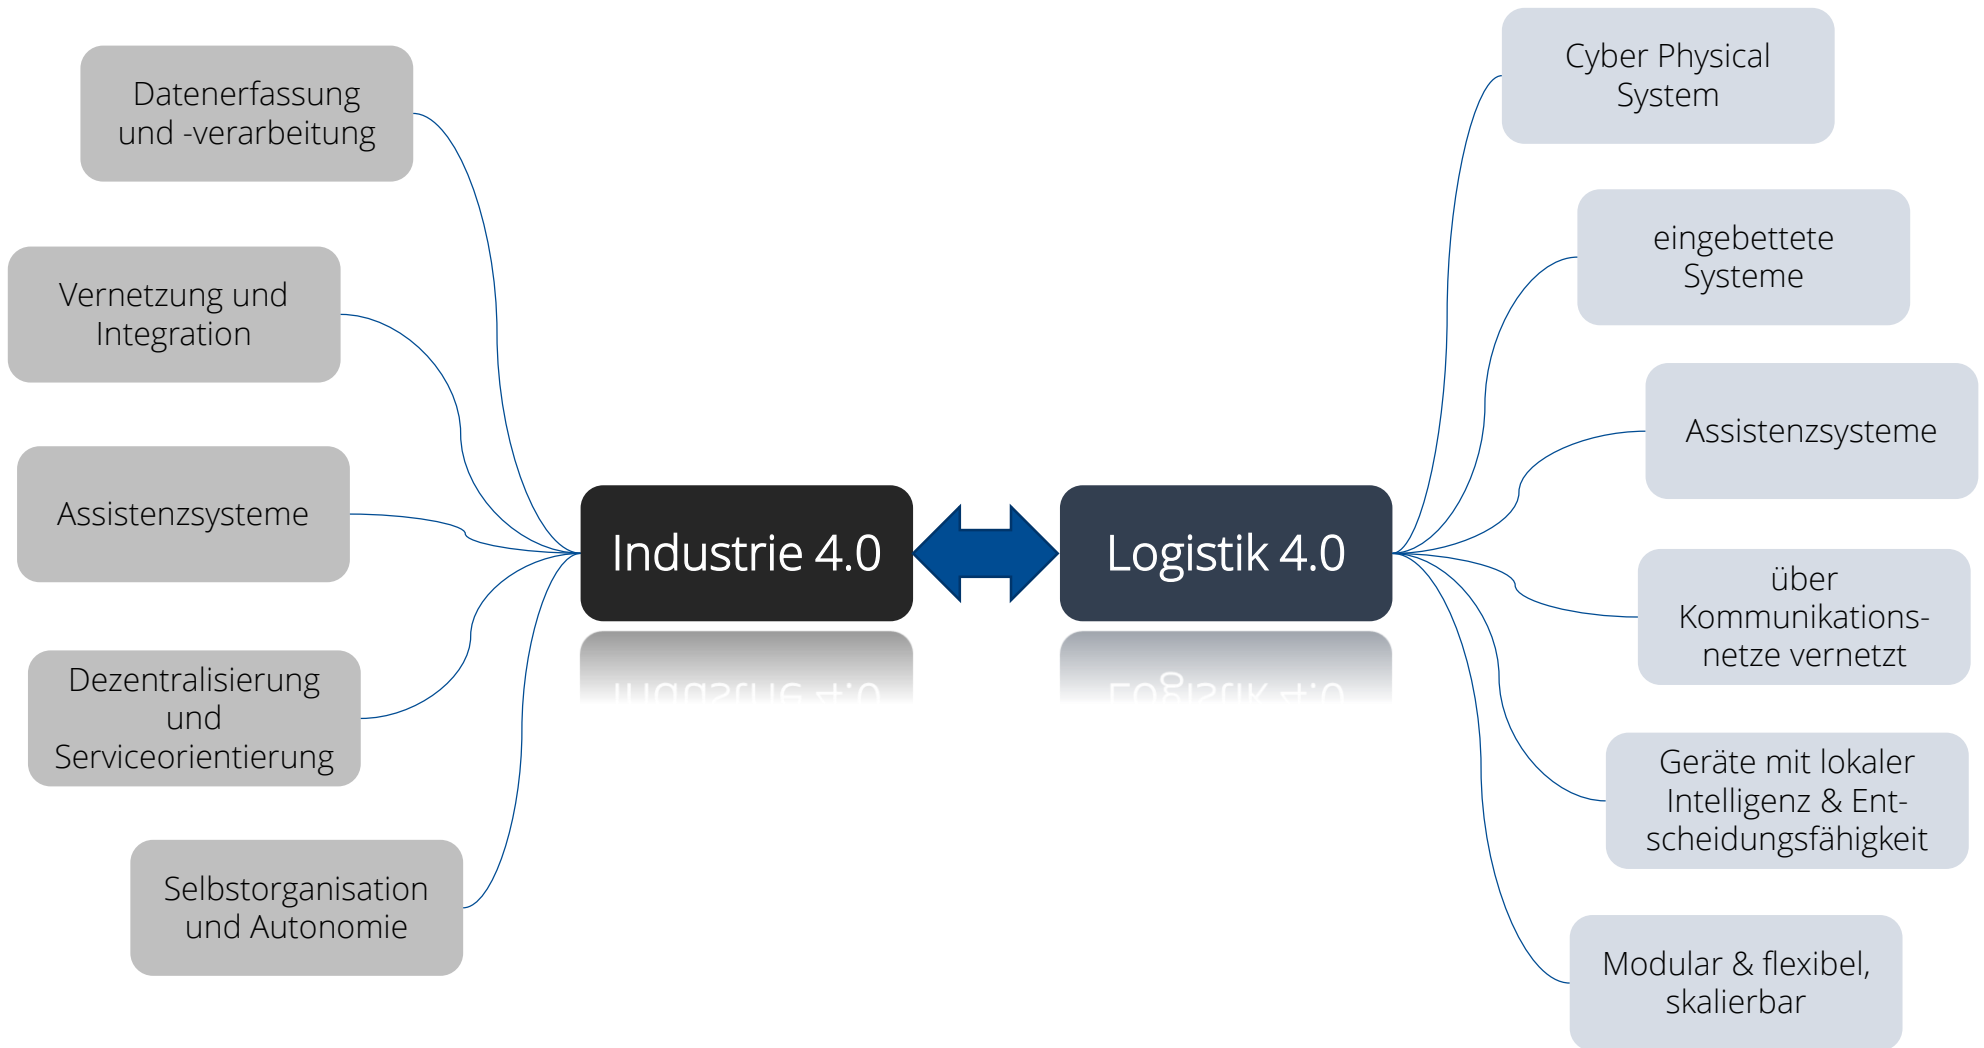 Datenerfassung
und -verarbeitung
Vernetzung und
Integration
Assistenzsysteme
Dezentralisierung
und
Serviceorientierung
Selbstorganisation
und Autonomie
Industrie 4.0
Logistik 4.0
Cyber Physical
System
eingebettete
Systeme
Assistenzsysteme
über
Kommunikations-
netze vernetzt
Geräte mit lokaler
Intelligenz & Ent-
scheidungsfähigkeit
Modular & flexibel,
skalierbar